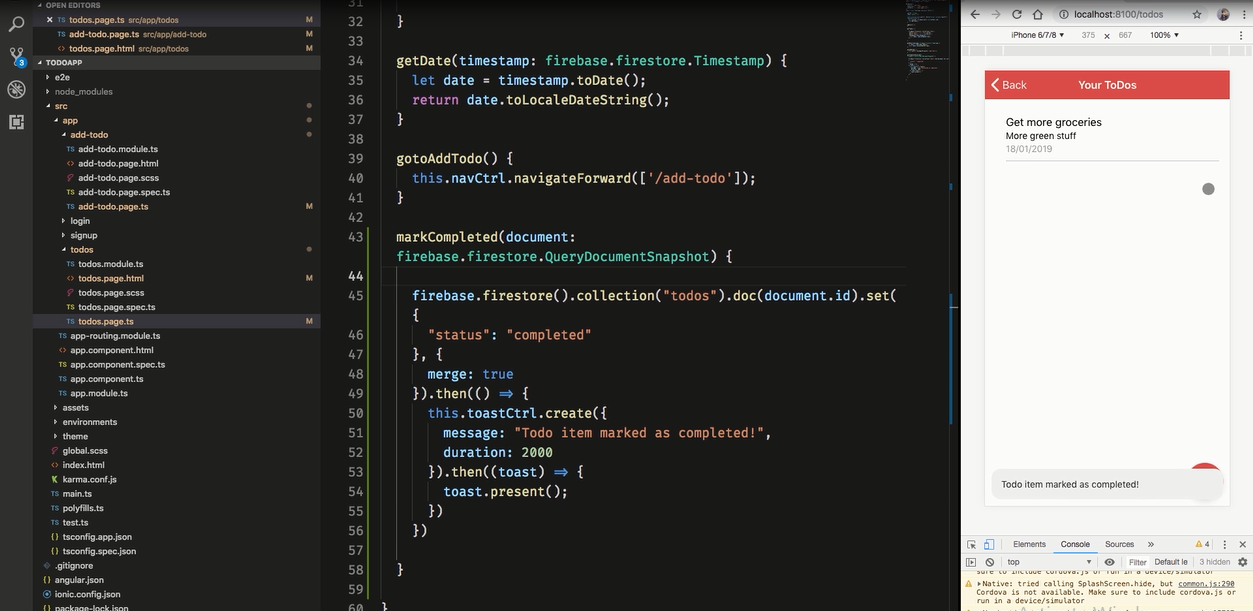 OPEN EDITORS
TS todos.page.ts src/app/todos M
TS add-todo.page.ts src/app/add-todo M
<> todos.page.html src/app/todos M
3
TODOAPP
e2e
node_modules
src
app
add-todo
TS add-todo.module.ts
<> add-todo.page.html
add-todo.page.scss
TS add-todo.page.spec.ts
TS add-todo.page.ts M
login
signup
todos
TS todos.module.ts
<> todos.page.html M
todos.page.scss
TS todos.page.spec.ts
TS todos.page.ts M
TS app-routing.module.ts
<> app.component.html
TS app.component.spec.ts
TS app.component.ts
TS app.module.ts
assets
environments
theme
global.scss
<> index.html
karma.conf.js
TS main.ts
TS polyfills.ts
TS test.ts
{} tsconfig.app.json
{} tsconfig.spec.json
.gitignore
{} angular.json
ionic.config.json
{} package-lock.json
31
32 }
33
34 getDate(timestamp: firebase.firestore.Timestamp) {
35 let date = timestamp.toDate();
36 return date.toLocaleDateString();
37 }
38
39 gotoAddTodo() {
40 this.navCtrl.navigateForward(['/add-todo']);
41 }
42
43 markCompleted(document:
firebase.firestore.QueryDocumentSnapshot) {
44
45 firebase.firestore().collection("todos").doc(document.id).set(
{
46 "status": "completed"
47 }, {
48 merge: true
49 }).then(() => {
50 this.toastCtrl.create({
51 message: "Todo item marked as completed!",
52 duration: 2000
53 }).then((toast) => {
54 toast.present();
55 })
56 })
57
58 }
59
60 }
localhost:8100/todos
iPhone 6/7/8 ▼ 375 × 667 100% ▼
Back Your ToDos
Get more groceries
More green stuff
18/01/2019
Todo item marked as completed!
Elements Console Sources » 4
top ▼ Filter Default le 3 hidden
sure to include cordova.js or run in a device/simulator
Native: tried calling SplashScreen.hide, but common.js:290
Cordova is not available. Make sure to include cordova.js or
run in a device/simulator